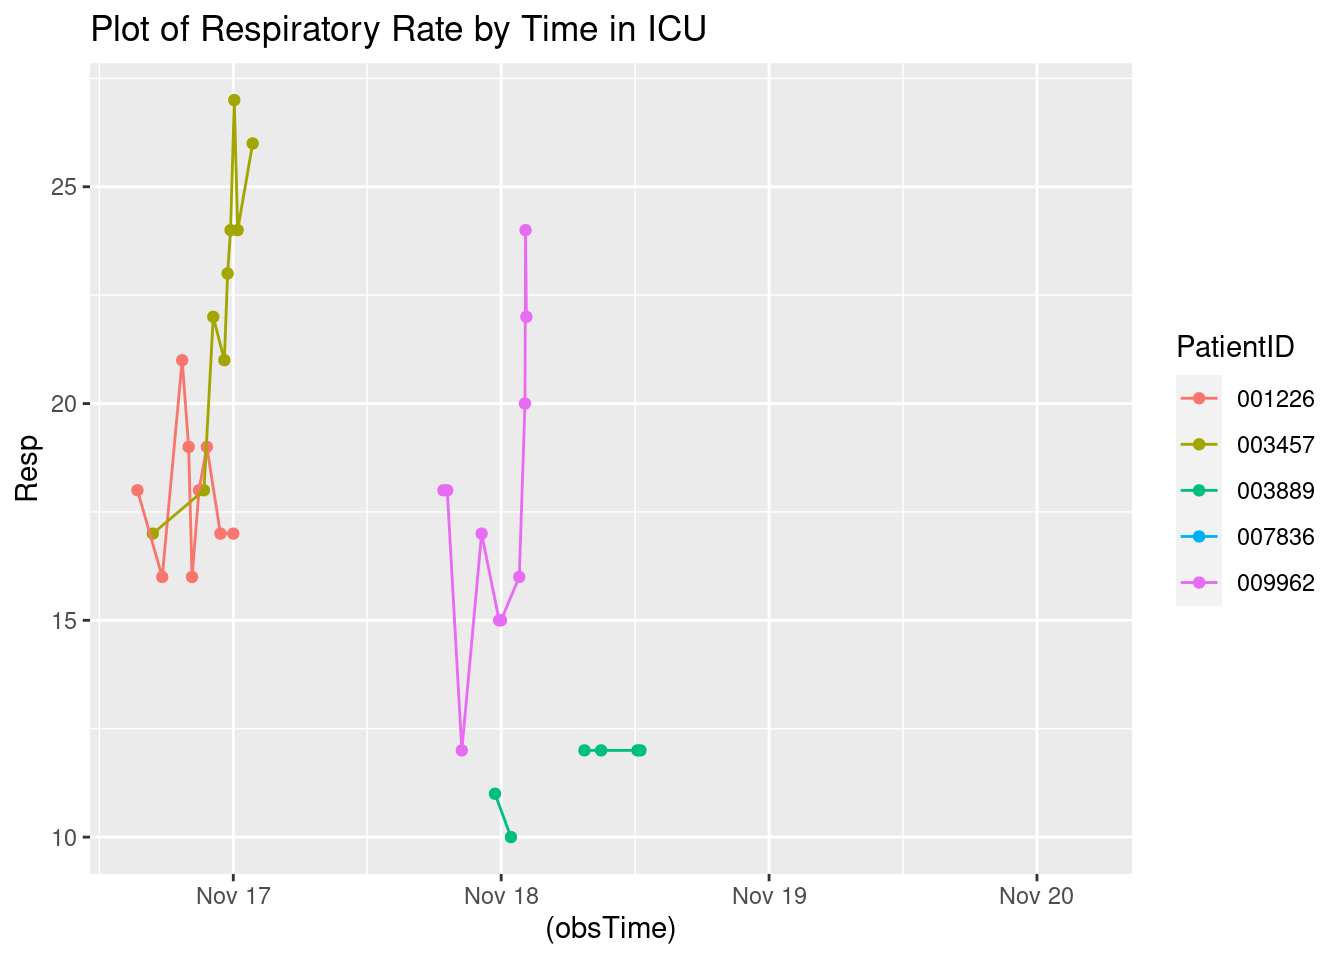 Plot of Respiratory Rate by Time in ICU
25
20
15
10
Resp
Nov 17
Nov 18
Nov 19
Nov 20
(obsTime)
PatientID
001226
003457
003889
007836
009962